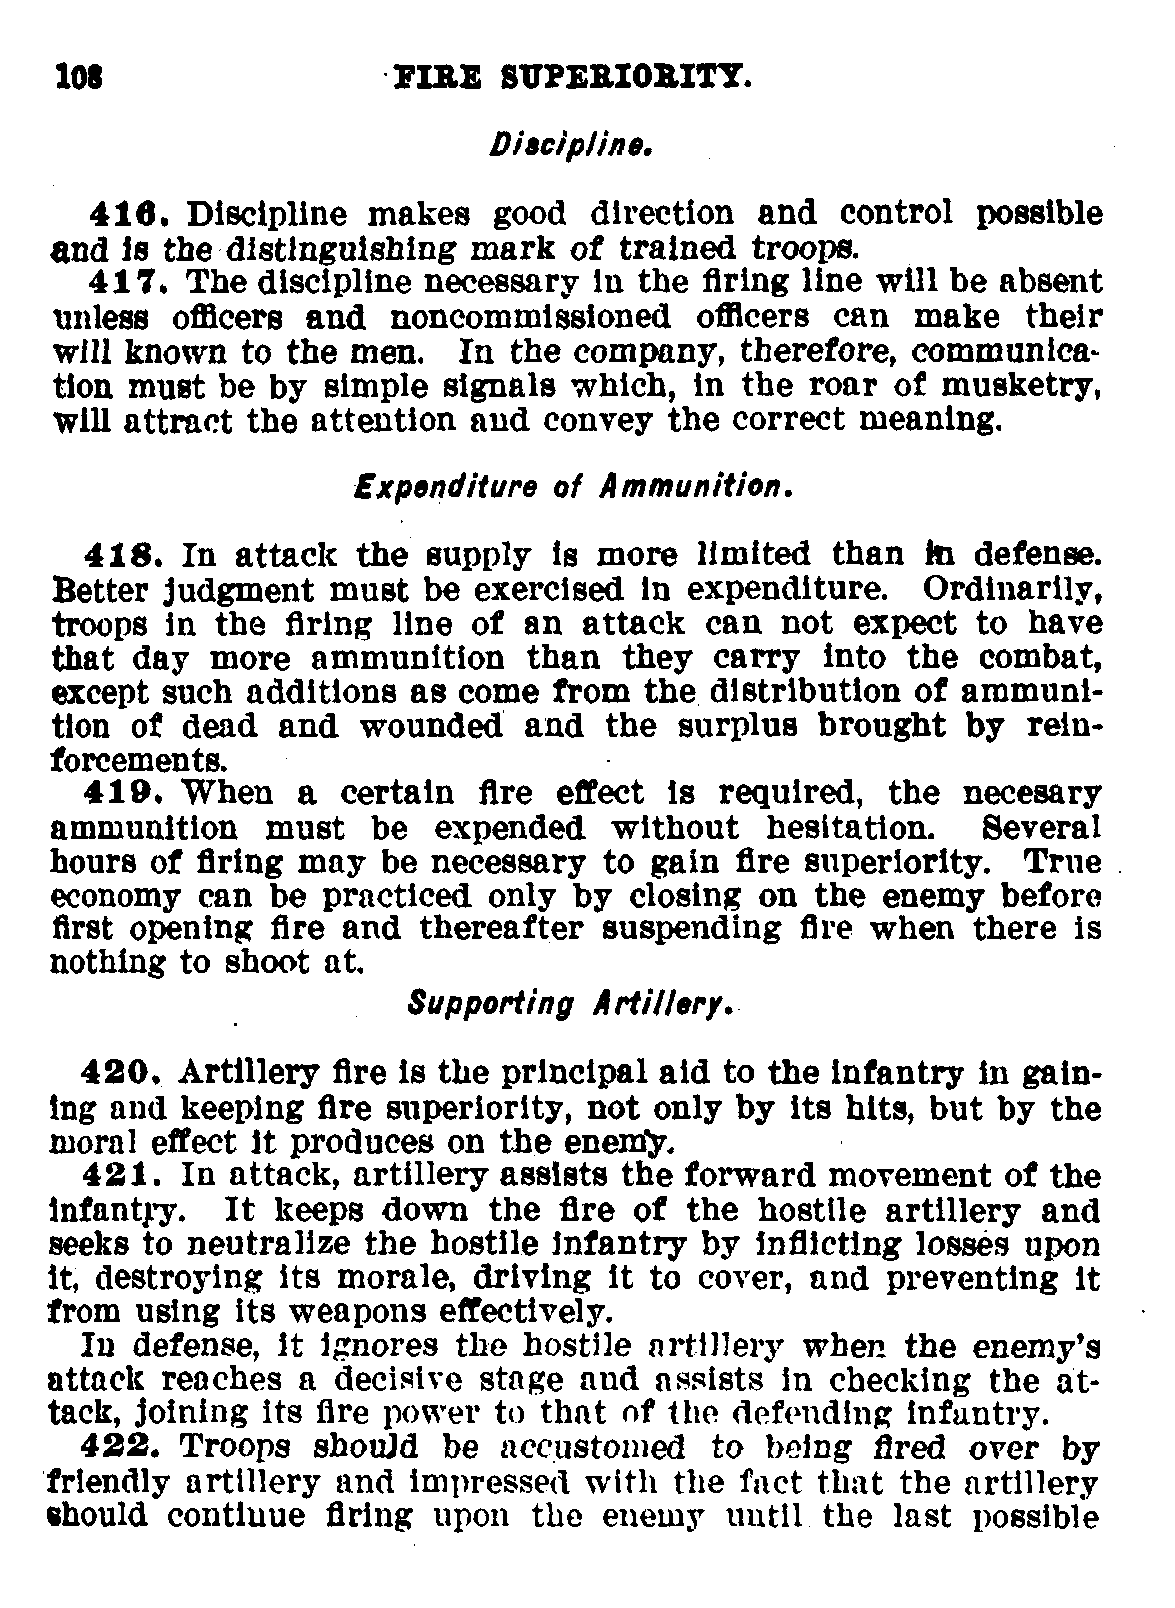 108 FIRE SUPERIORITY.
Discipline.
416. Discipline makes good direction and control possible
and is the distinguishing mark of trained troops.
417. The discipline necessary in the firing line will be absent
unless officers and noncommissioned officers can make their
will known to the men. In the company, therefore, communica-
tion must be by simple signals which, in the roar of musketry,
will attract the attention and convey the correct meaning.
Expenditure of Ammunition.
418. In attack the supply is more limited than in defense.
Better judgment must be exercised in expenditure. Ordinarily,
troops in the firing line of an attack can not expect to have
that day more ammunition than they carry into the combat,
except such additions as come from the distribution of ammuni-
tion of dead and wounded and the surplus brought by rein-
forcements.
419. When a certain fire effect is required, the necesary
ammunition must be expended without hesitation. Several
hours of firing may be necessary to gain fire superiority. True
economy can be practiced only by closing on the enemy before
first opening fire and thereafter suspending fire when there is
nothing to shoot at.
Supporting Artillery.
420. Artillery fire is the principal aid to the infantry in gain-
ing and keeping fire superiority, not only by its hits, but by the
moral effect it produces on the enemy.
421. In attack, artillery assists the forward movement of the
infantry. It keeps down the fire of the hostile artillery and
seeks to neutralize the hostile infantry by inflicting losses upon
it, destroying its morale, driving it to cover, and preventing it
from using its weapons effectively.
In defense, it ignores the hostile artillery when the enemy's
attack reaches a decisive stage and assists in checking the at-
tack, joining its fire power to that of the defending infantry.
422. Troops should be accustomed to being fired over by
friendly artillery and impressed with the fact that the artillery
should continue firing upon the enemy until the last possible